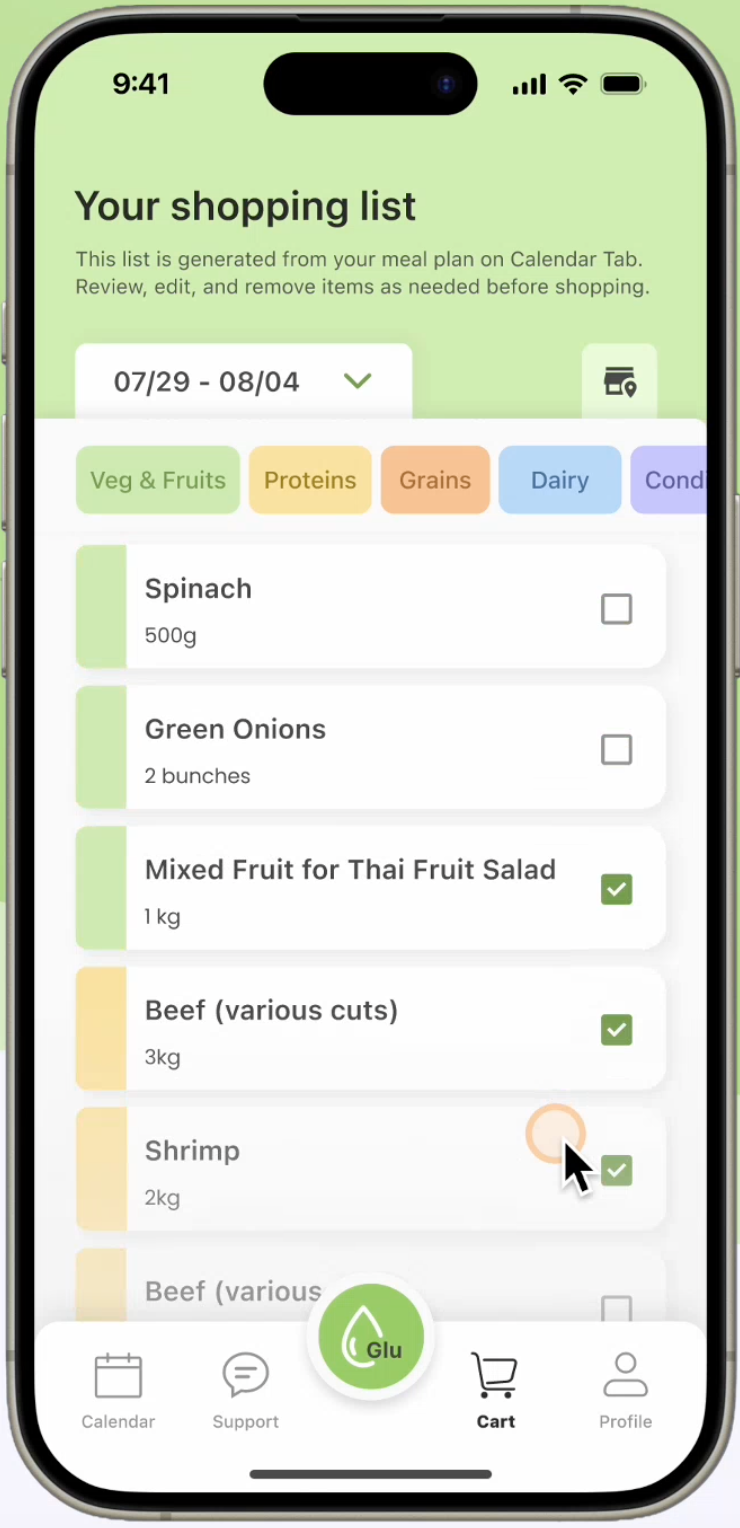 9:41
Your shopping list
This list is generated from your meal plan on Calendar Tab.
Review, edit, and remove items as needed before shopping.
07/29 - 08/04
Veg & Fruits
Proteins
Grains
Dairy
Condi
Spinach
500g
Green Onions
2 bunches
Mixed Fruit for Thai Fruit Salad
1 kg
Beef (various cuts)
3kg
Shrimp
2kg
Beef (various
Glu
Calendar
Support
Cart
Profile